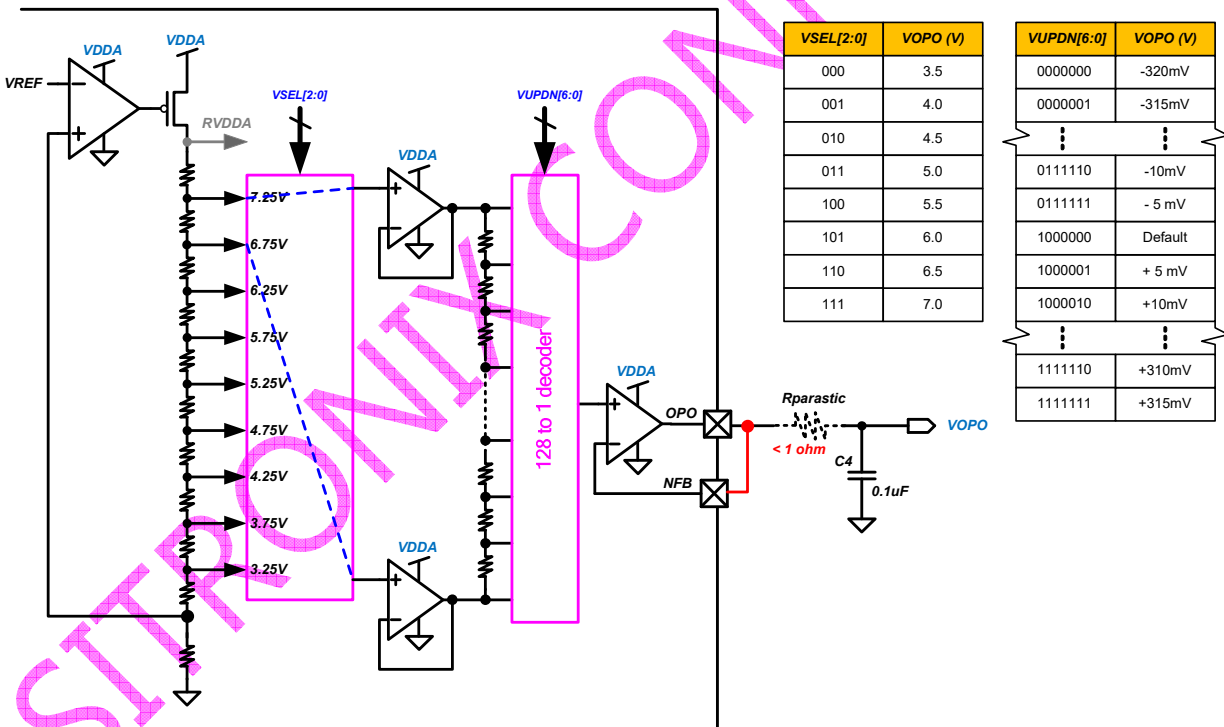 VDDA
VDDA
VREF
RVDDA
VSEL[2:0]
7.25V
6.75V
6.25V
5.75V
5.25V
4.75V
4.25V
3.75V
3.25V
VDDA
VDDA
VUPDN[6:0]
128 to 1 decoder
VDDA
OPO
NFB
Rparastic
< 1 ohm
C4
0.1uF
VOPO
VSEL[2:0] VOPO (V)
000 3.5
001 4.0
010 4.5
011 5.0
100 5.5
101 6.0
110 6.5
111 7.0
VUPDN[6:0] VOPO (V)
0000000 -320mV
0000001 -315mV
0111110 -10mV
0111111 - 5 mV
1000000 Default
1000001 + 5 mV
1000010 +10mV
1111110 +310mV
1111111 +315mV
SITRONIX CON